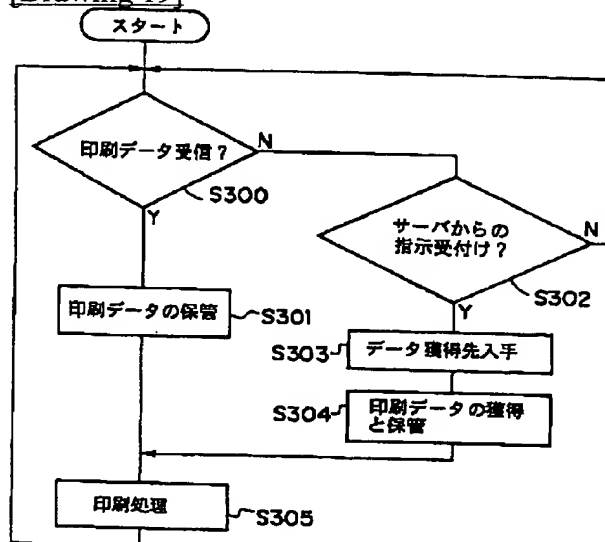 スタート
印刷データ受信？
N
S300
Y
サーバからの
指示受付け？
N
S302
Y
印刷データの保管
S301
S303
データ獲得先入手
S304
印刷データの獲得
と保管
印刷処理
S305